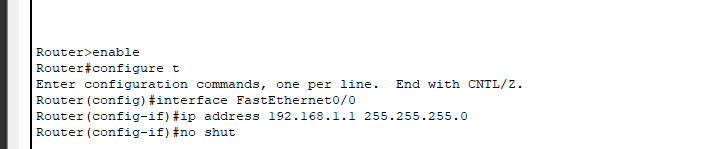 Router>enable
Router#configure t
Enter configuration commands, one per line.  End with CNTL/Z.
Router(config)#interface FastEthernet0/0
Router(config-if)#ip address 192.168.1.1 255.255.255.0
Router(config-if)#no shut